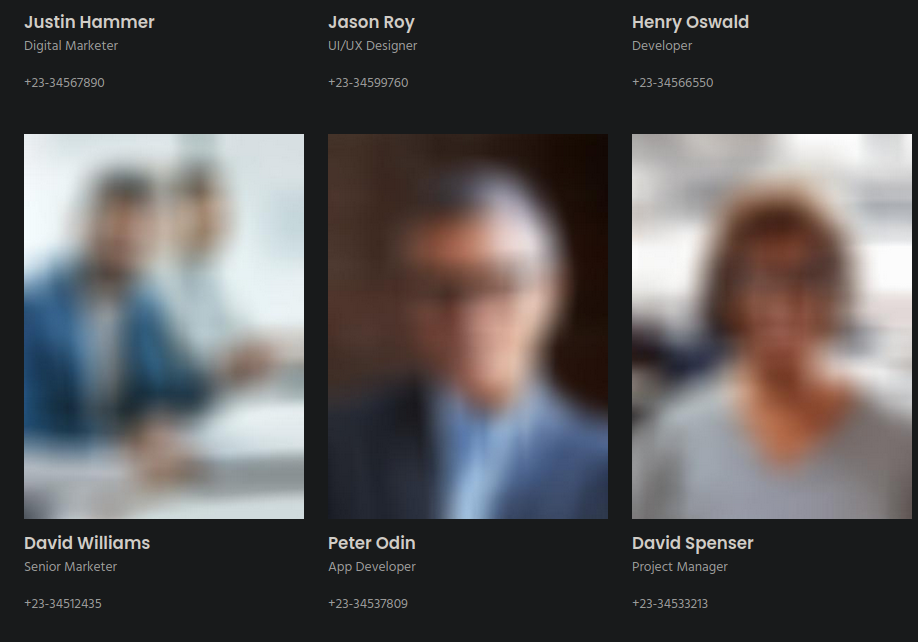 Justin Hammer
Digital Marketer
+23-34567890
Jason Roy
UI/UX Designer
+23-34599760
Henry Oswald
Developer
+23-34566550
David Williams
Senior Marketer
+23-34512435
Peter Odin
App Developer
+23-34537809
David Spenser
Project Manager
+23-34533213